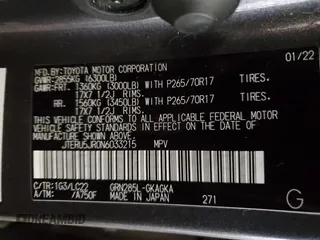 MFD.BY:TOYOTA MOTOR CORPORATION 01/22
GVWR:2855KG (6300LB)
GAWR:FRT. 1360KG (3000LB) WITH P265/70R17 TIRES.
17X7 1/2J RIMS.
RR. 1560KG (3450LB) WITH P265/70R17 TIRES.
17X7 1/2J RIMS.
THIS VEHICLE CONFORMS TO ALL APPLICABLE FEDERAL
MOTOR VEHICLE SAFETY STANDARDS IN EFFECT ON THE DATE
OF MANUFACTURE SHOWN ABOVE.
JTERU5JR0N6033215 MPV
C/TR:1G3/LC22 GRN285L-GKAGKA
A/TM: /A750F MADE IN JAPAN 271 G